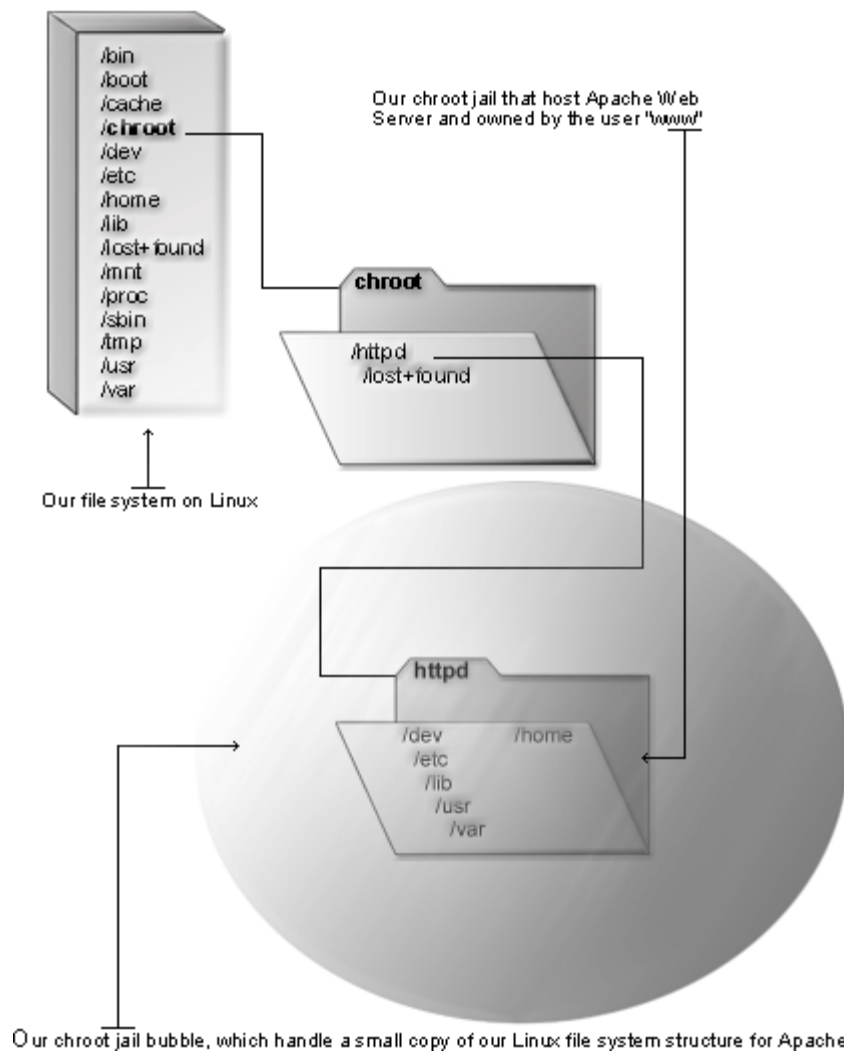 /bin
/boot
/cache
/chroot
/dev
/etc
/home
/lib
/lost+found
/mnt
/proc
/sbin
/tmp
/usr
/var
Our file system on Linux
Our chroot jail that host Apache Web
Server and owned by the user "www"
chroot
/httpd
/lost+found
httpd
/dev /home
/etc
/lib
/usr
/var
Our chroot jail bubble, which handle a small copy of our Linux file system structure for Apache